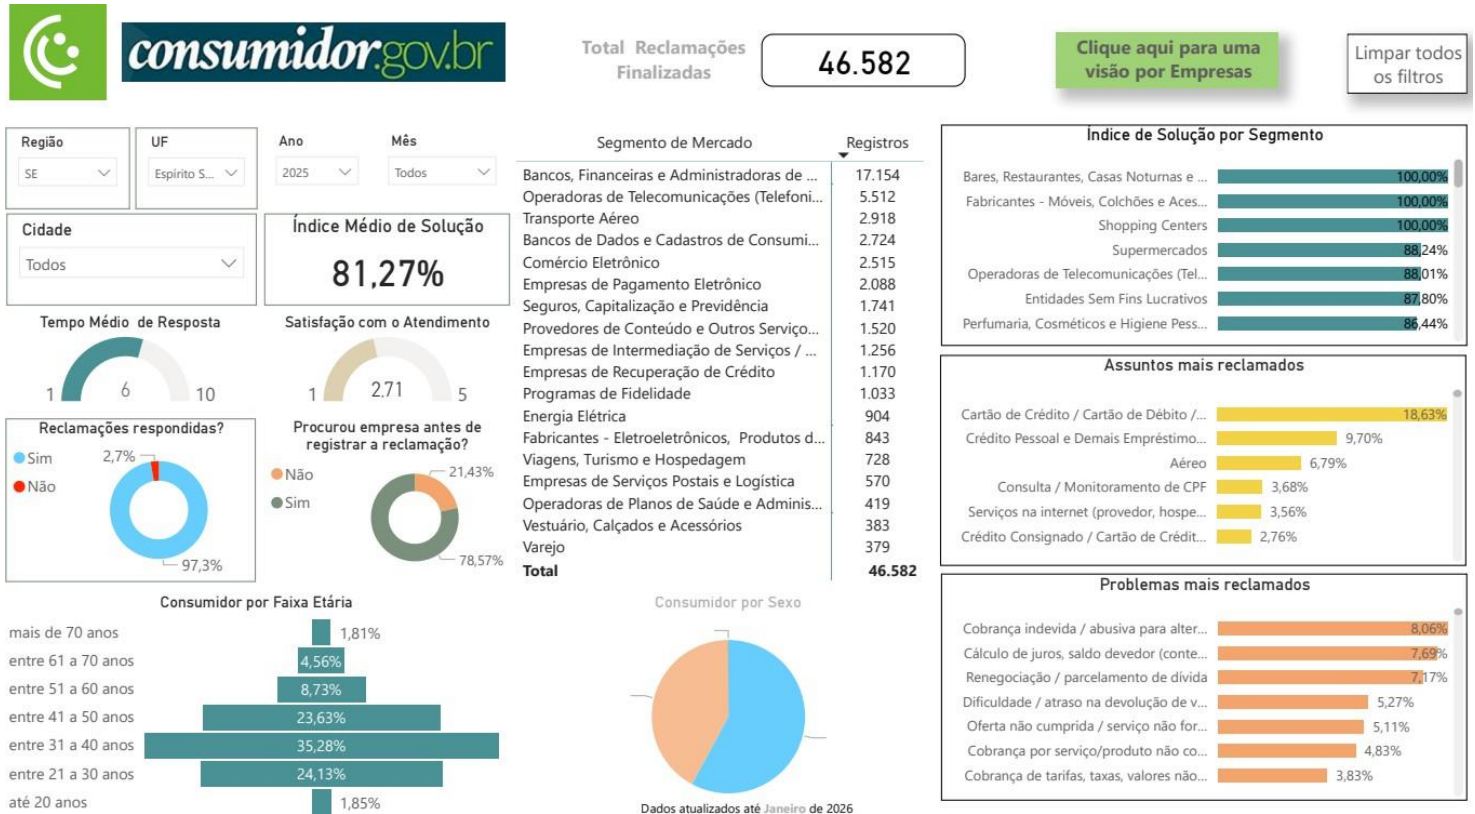 consumidor.gov.br
Total Reclamações
Finalizadas
46.582
Clique aqui para uma
visão por Empresas
Limpar todos
os filtros
Região
SE
UF
Espírito S...
Ano
2025
Mês
Todos
Cidade
Todos
Índice Médio de Solução
81,27%
Tempo Médio de Resposta
1
6
10
Satisfação com o Atendimento
1
2.71
5
Reclamações respondidas?
Sim
Não
2,7%
97,3%
Procurou empresa antes de
registrar a reclamação?
Não
Sim
21,43%
78,57%
Segmento de Mercado Registros
Bancos, Financeiras e Administradoras de ... 17.154
Operadoras de Telecomunicações (Telefoni... 5.512
Transporte Aéreo 2.918
Bancos de Dados e Cadastros de Consumi... 2.724
Comércio Eletrônico 2.515
Empresas de Pagamento Eletrônico 2.088
Seguros, Capitalização e Previdência 1.741
Provedores de Conteúdo e Outros Serviço... 1.520
Empresas de Intermediação de Serviços / ... 1.256
Empresas de Recuperação de Crédito 1.170
Programas de Fidelidade 1.033
Energia Elétrica 904
Fabricantes - Eletroeletrônicos, Produtos d... 843
Viagens, Turismo e Hospedagem 728
Empresas de Serviços Postais e Logística 570
Operadoras de Planos de Saúde e Adminis... 419
Vestuário, Calçados e Acessórios 383
Varejo 379
Total 46.582
Índice de Solução por Segmento
Bares, Restaurantes, Casas Noturnas e ... 100,00%
Fabricantes - Móveis, Colchões e Aces... 100,00%
Shopping Centers 100,00%
Supermercados 88,24%
Operadoras de Telecomunicações (Tel... 88,01%
Entidades Sem Fins Lucrativos 87,80%
Perfumaria, Cosméticos e Higiene Pess... 86,44%
Assuntos mais reclamados
Cartão de Crédito / Cartão de Débito /... 18,63%
Crédito Pessoal e Demais Empréstimo... 9,70%
Aéreo 6,79%
Consulta / Monitoramento de CPF 3,68%
Serviços na internet (provedor, hospe... 3,56%
Crédito Consignado / Cartão de Crédit... 2,76%
Problemas mais reclamados
Cobrança indevida / abusiva para alter... 8,06%
Cálculo de juros, saldo devedor (conte... 7,69%
Renegociação / parcelamento de dívida 7,17%
Dificuldade / atraso na devolução de v... 5,27%
Oferta não cumprida / serviço não for... 5,11%
Cobrança por serviço/produto não co... 4,83%
Cobrança de tarifas, taxas, valores não... 3,83%
Consumidor por Faixa Etária
mais de 70 anos 1,81%
entre 61 a 70 anos 4,56%
entre 51 a 60 anos 8,73%
entre 41 a 50 anos 23,63%
entre 31 a 40 anos 35,28%
entre 21 a 30 anos 24,13%
até 20 anos 1,85%
Consumidor por Sexo
Dados atualizados até Janeiro de 2026